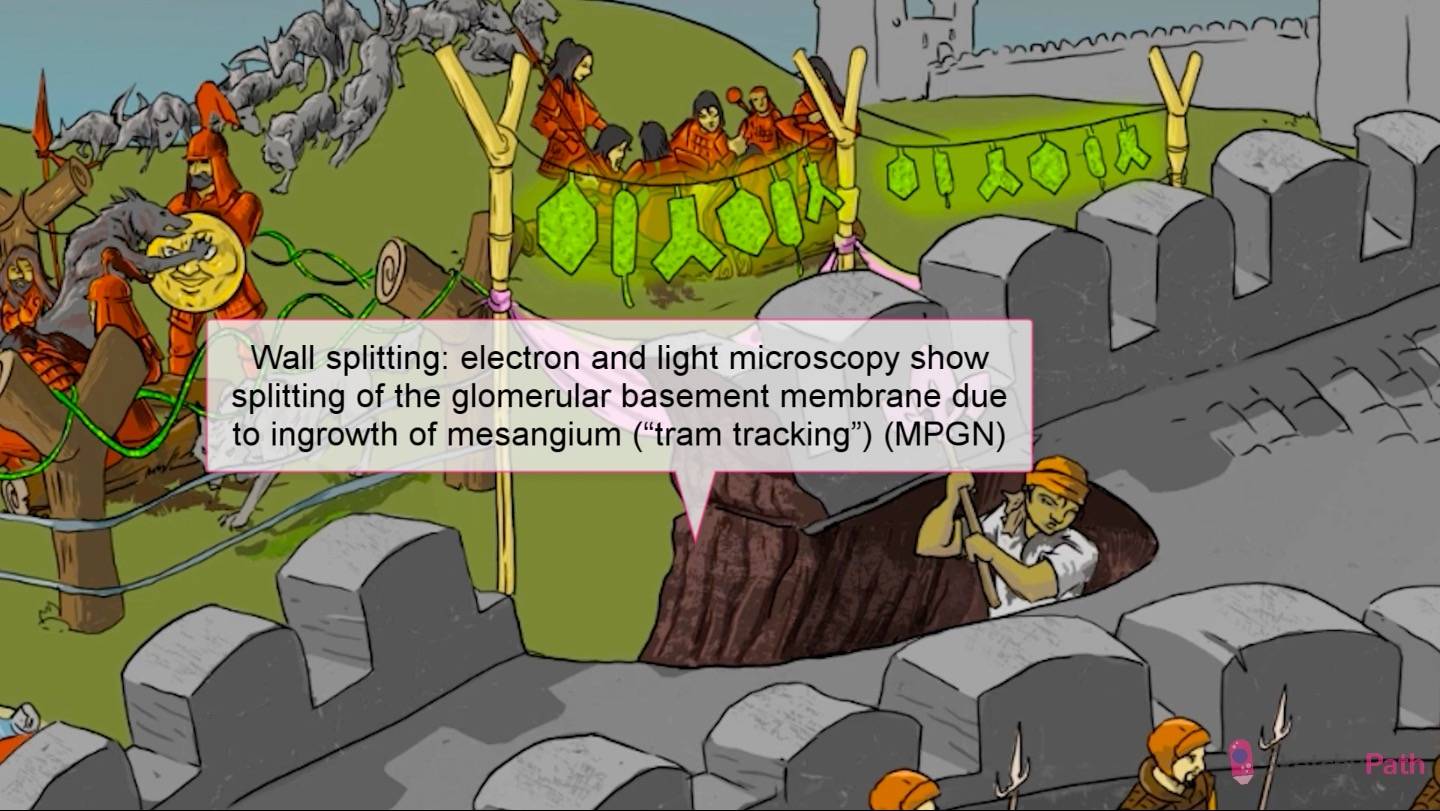 Wall splitting: electron and light microscopy show
splitting of the glomerular basement membrane due
to ingrowth of mesangium (“tram tracking”) (MPGN)
Path